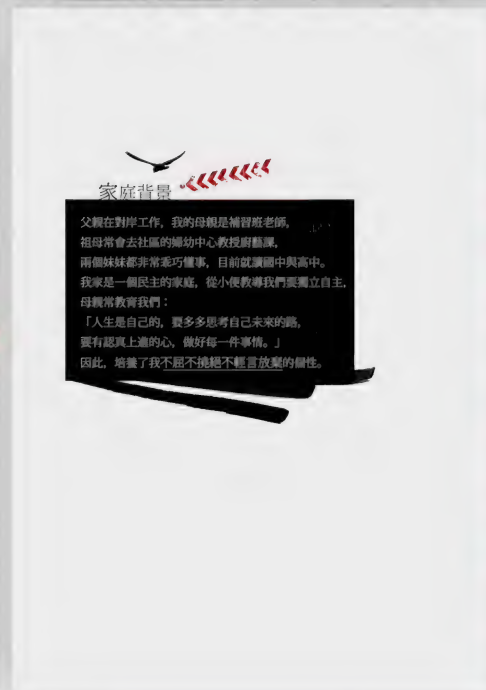 家庭背景
父親在對岸工作，我的母親是補習班老師，
祖母常會去社區的婦幼中心教授廚藝課，
兩個妹妹都非常乖巧懂事，目前就讀國中與高中。
我家是一個民主的家庭，從小便教導我們要獨立自主，
母親常教育我們：
「人生是自己的，要多多思考自己未來的路，
要有認真上進的心，做好每一件事情。」
因此，培養了我不屈不撓絕不輕言放棄的個性。